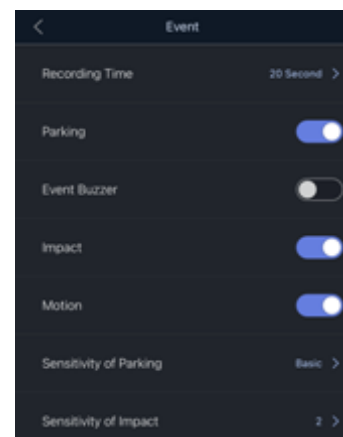 Event
Recording Time 20 Second
Parking
Event Buzzer
Impact
Motion
Sensitivity of Parking Basic
Sensitivity of Impact 2